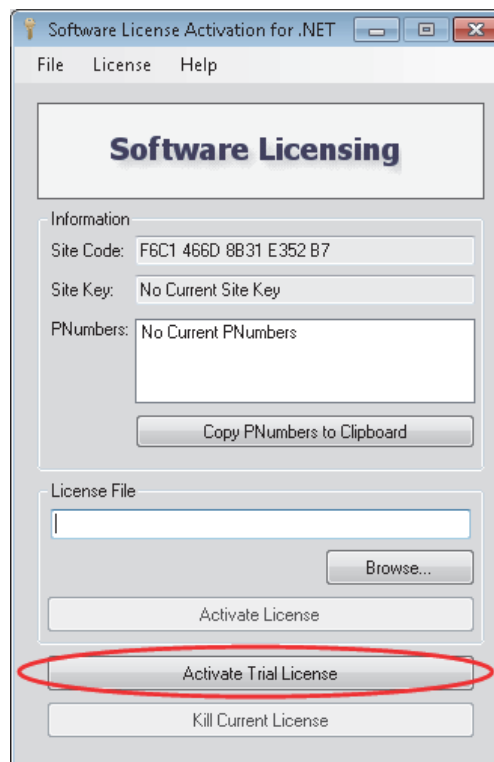 Software License Activation for .NET
File License Help
Software Licensing
Information
Site Code: F6C1 466D 8B31 E352 B7
Site Key: No Current Site Key
PNumbers: No Current PNumbers
Copy PNumbers to Clipboard
License File
Browse...
Activate License
Activate Trial License
Kill Current License